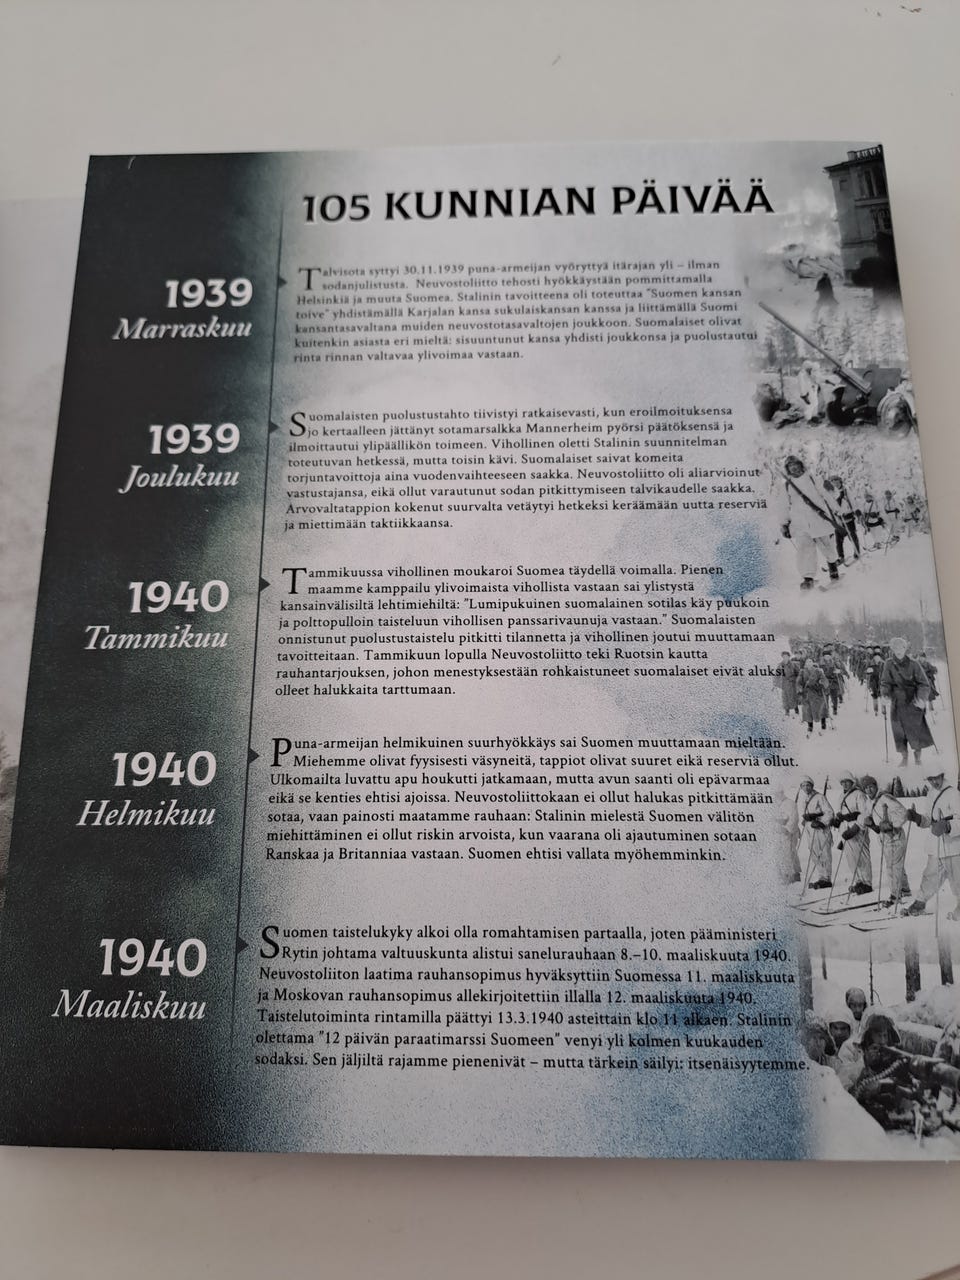 105 KUNNIAN PÄIVÄÄ
1939
Marraskuu
Talvisota syttyi 30.11.1939 puna-armeijan vyöryttyä itärajan yli – ilman
sodanjulistusta. Neuvostoliitto tehosti hyökkäystään pommittamalla
Helsinkiä ja muuta Suomea. Stalinin tavoitteena oli toteuttaa "Suomen kansan
toive" yhdistämällä Karjalan kansa sukulaiskansan kanssa ja liittämällä Suomi
kansantasavaltana muiden neuvostotasavaltojen joukkoon. Suomalaiset olivat
kuitenkin asiasta eri mieltä: sisuuntunut kansa yhdisti joukkonsa ja puolustautui
rinta rinnan valtavaa ylivoimaa vastaan.
1939
Joulukuu
Suomalaisten puolustustahto tiivistyi ratkaisevasti, kun eroilmoituksensa
jo kertaalleen jättänyt sotamarsalkka Mannerheim pyörsi päätöksensä ja
ilmoittautui ylipäällikön toimeen. Vihollinen oletti Stalinin suunnitelman
toteutuvan hetkessä, mutta toisin kävi. Suomalaiset saivat komeita
torjuntavoittoja aina vuodenvaihteeseen saakka. Neuvostoliitto oli aliarvioinut
vastustajansa, eikä ollut varautunut sodan pitkittymiseen talvikaudelle saakka.
Arvovaltatappion kokenut suurvalta vetäytyi hetkeksi keräämään uutta reserviä
ja miettimään taktiikkaansa.
1940
Tammikuu
Tammikuussa vihollinen moukaroi Suomea täydellä voimalla. Pienen
maamme kamppailu ylivoimaista vihollista vastaan sai ylistystä
kansainvälisiltä lehtimiehiltä: "Lumipukuinen suomalainen sotilas käy puukoin
ja polttopulloin taisteluun vihollisen panssarivaunuja vastaan." Suomalaisten
onnistunut puolustustaistelu pitkitti tilannetta ja vihollinen joutui muuttamaan
tavoitteitaan. Tammikuun lopulla Neuvostoliitto teki Ruotsin kautta
rauhantarjouksen, johon menestyksestään rohkaistuneet suomalaiset eivät aluksi
olleet halukkaita tarttumaan.
1940
Helmikuu
Puna-armeijan helmikuinen suurhyökkäys sai Suomen muuttamaan mieltään.
Miehemme olivat fyysisesti väsyneitä, tappiot olivat suuret eikä reserviä ollut.
Ulkomailta luvattu apu houkutti jatkamaan, mutta avun saanti oli epävarmaa
eikä se kenties ehtisi ajoissa. Neuvostoliittokaan ei ollut halukas pitkittämään
sotaa, vaan painosti maatamme rauhaan: Stalinin mielestä Suomen välitön
miehittäminen ei ollut riskin arvoista, kun vaarana oli ajautuminen sotaan
Ranskaa ja Britanniaa vastaan. Suomen ehtisi vallata myöhemminkin.
1940
Maaliskuu
Suomen taistelukyky alkoi olla romahtamisen partaalla, joten pääministeri
Rytin johtama valtuuskunta alistui sanelurauhaan 8.–10. maaliskuuta 1940.
Neuvostoliiton laatima rauhansopimus hyväksyttiin Suomessa 11. maaliskuuta
ja Moskovan rauhansopimus allekirjoitettiin illalla 12. maaliskuuta 1940.
Taistelutoiminta rintamilla päättyi 13.3.1940 asteittain klo 11 alkaen. Stalinin
olettama "12 päivän paraatimarssi Suomeen" venyi yli kolmen kuukauden
sodaksi. Sen jäljiltä rajamme pienenivät – mutta tärkein säilyi: itsenäisyytemme.